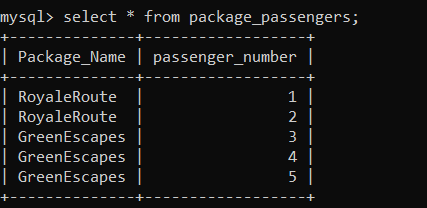 mysql> select * from package_passengers;
+--------------+------------------+
| Package_Name | passenger_number |
+--------------+------------------+
| RoyaleRoute  |                1 |
| RoyaleRoute  |                2 |
| GreenEscapes |                3 |
| GreenEscapes |                4 |
| GreenEscapes |                5 |
+--------------+------------------+